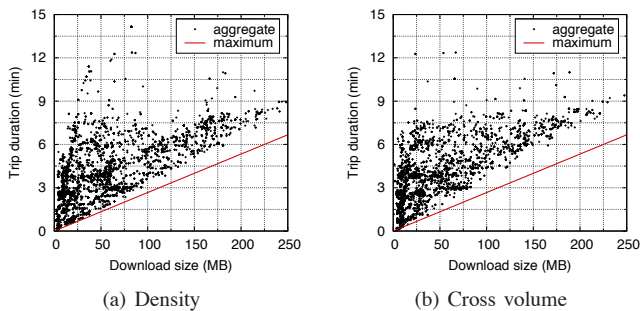 15
12
9
6
3
0
0 50 100 150 200 250
Trip duration (min)
Download size (MB)
aggregate
maximum
(a) Density
15
12
9
6
3
0
0 50 100 150 200 250
Trip duration (min)
Download size (MB)
aggregate
maximum
(b) Cross volume